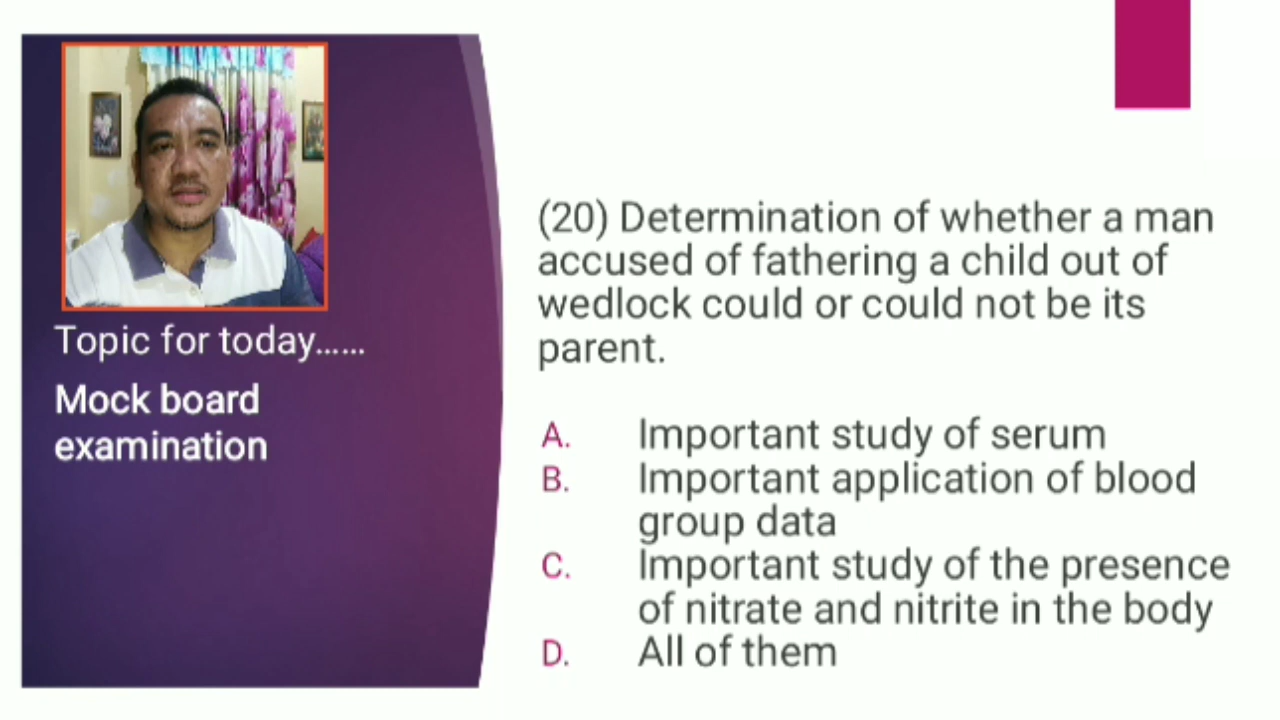 Topic for today......
Mock board
examination
(20) Determination of whether a man
accused of fathering a child out of
wedlock could or could not be its
parent.
A. Important study of serum
B. Important application of blood
group data
C. Important study of the presence
of nitrate and nitrite in the body
D. All of them